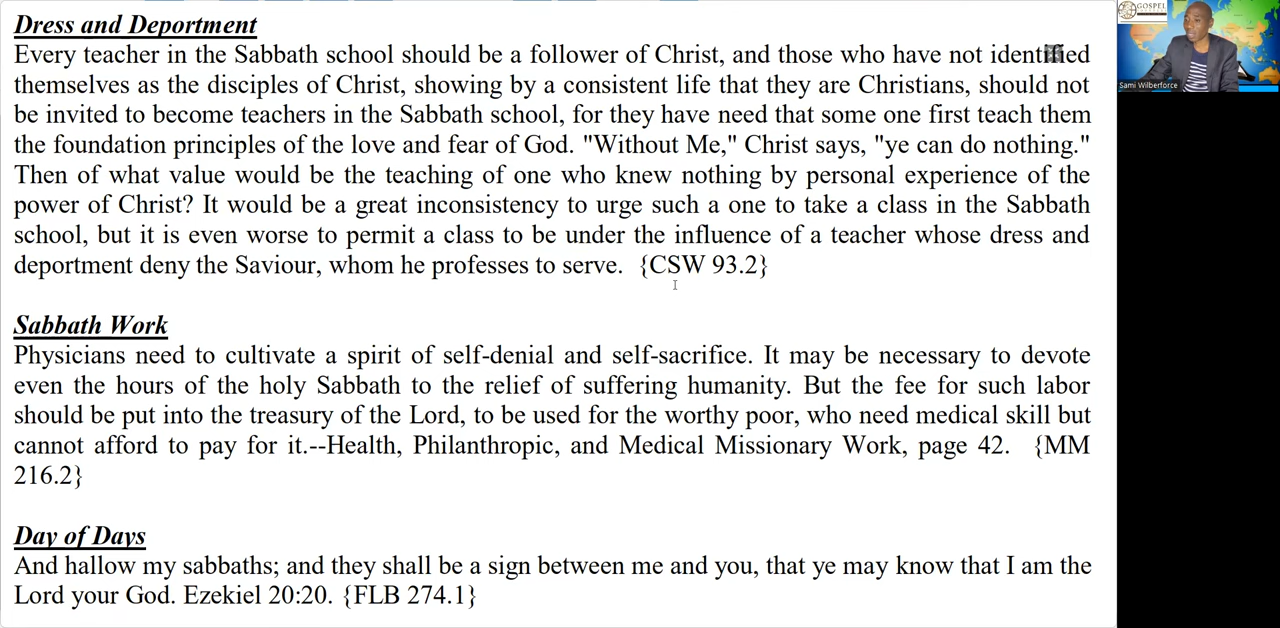 Dress and Deportment
Every teacher in the Sabbath school should be a follower of Christ, and those who have not identified
themselves as the disciples of Christ, showing by a consistent life that they are Christians, should not
be invited to become teachers in the Sabbath school, for they have need that some one first teach them
the foundation principles of the love and fear of God. "Without Me," Christ says, "ye can do nothing."
Then of what value would be the teaching of one who knew nothing by personal experience of the
power of Christ? It would be a great inconsistency to urge such a one to take a class in the Sabbath
school, but it is even worse to permit a class to be under the influence of a teacher whose dress and
deportment deny the Saviour, whom he professes to serve. {CSW 93.2}
Sabbath Work
Physicians need to cultivate a spirit of self-denial and self-sacrifice. It may be necessary to devote
even the hours of the holy Sabbath to the relief of suffering humanity. But the fee for such labor
should be put into the treasury of the Lord, to be used for the worthy poor, who need medical skill but
cannot afford to pay for it.--Health, Philanthropic, and Medical Missionary Work, page 42. {MM
216.2}
Day of Days
And hallow my sabbaths; and they shall be a sign between me and you, that ye may know that I am the
Lord your God. Ezekiel 20:20. {FLB 274.1}
GOSPEL
Sami Wilberforce